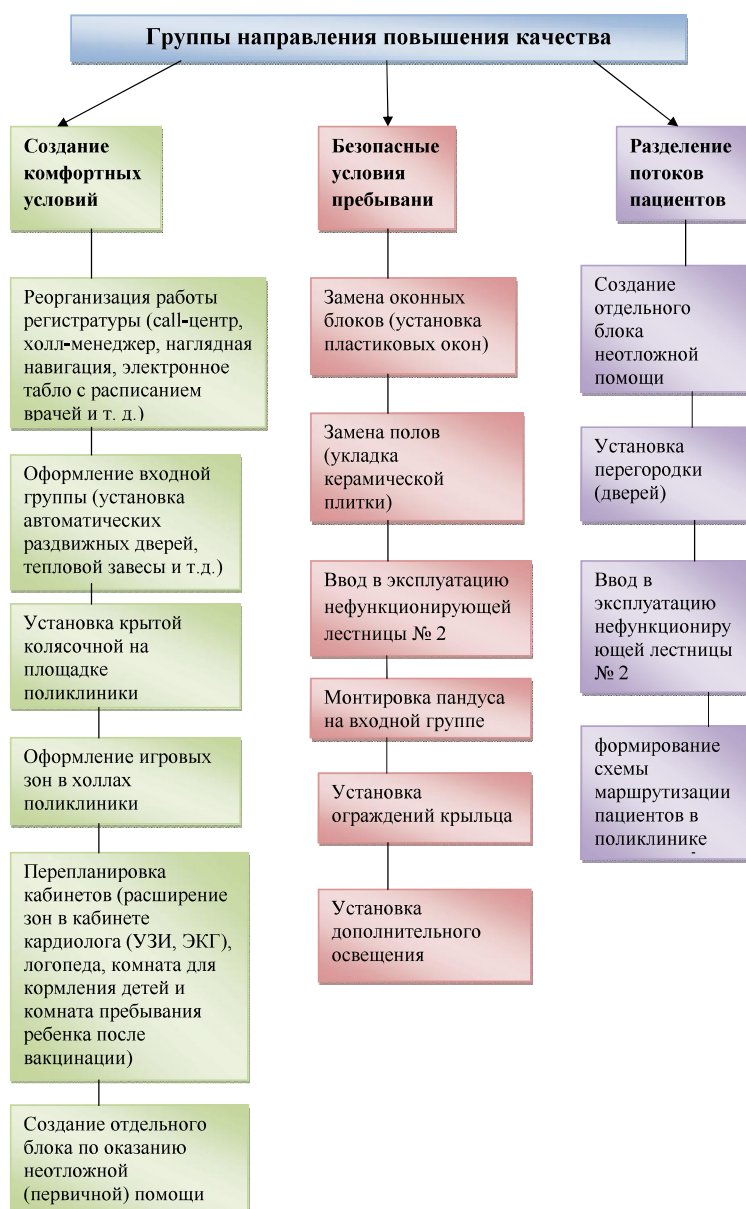 Группы направления повышения качества
Создание
комфортных
условий
Реорганизация работы
регистратуры (call-центр,
холл-менеджер, наглядная
навигация, электронное
табло с расписанием
врачей и т. д.)
Оформление входной
группы (установка
автоматических
раздвижных дверей,
тепловой завесы и т.д.)
Установка крытой
колясочной на
площадке
поликлиники
Оформление игровых
зон в холлах
поликлиники
Перепланировка
кабинетов (расширение
зон в кабинете
кардиолога (УЗИ, ЭКГ),
логопеда, комната для
кормления детей и
комната пребывания
ребенка после
вакцинации)
Создание отдельного
блока по оказанию
неотложной
(первичной) помощи
Безопасные
условия
пребывани
Замена оконных
блоков (установка
пластиковых окон)
Замена полов
(укладка
керамической
плитки)
Ввод в эксплуатацию
нефункционирующей
лестницы № 2
Монтировка пандуса
на входной группе
Установка
ограждений крыльца
Установка
дополнительного
освещения
Разделение
потоков
пациентов
Создание
отдельного
блока
неотложной
помощи
Установка
перегородки
(дверей)
Ввод в
эксплуатацию
нефункциониру
ющей лестницы
№ 2
формирование
схемы
маршрутизации
пациентов в
поликлинике